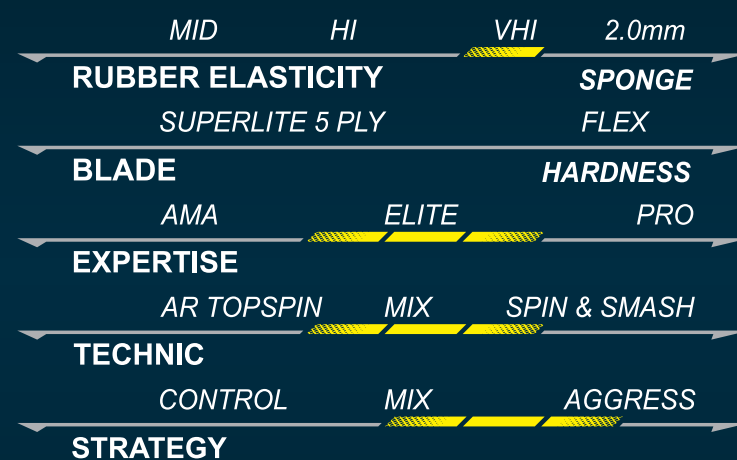 MID HI VHI 2.0mm
RUBBER ELASTICITY SPONGE
SUPERLITE 5 PLY FLEX
BLADE HARDNESS
AMA ELITE PRO
EXPERTISE
AR TOPSPIN MIX SPIN & SMASH
TECHNIC
CONTROL MIX AGGRESS
STRATEGY